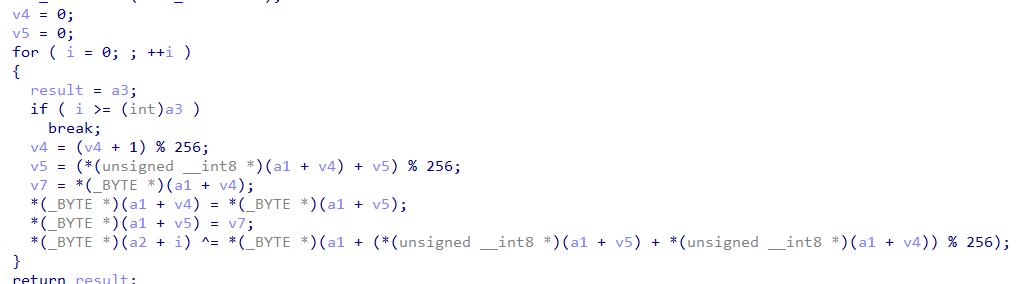 v4 = 0;
v5 = 0;
for ( i = 0; ; ++i )
{
result = a3;
if ( i >= (int)a3 )
break;
v4 = (v4 + 1) % 256;
v5 = (*(unsigned __int8 *)(a1 + v4) + v5) % 256;
v7 = *(_BYTE *)(a1 + v4);
*(_BYTE *)(a1 + v4) = *(_BYTE *)(a1 + v5);
*(_BYTE *)(a1 + v5) = v7;
*(_BYTE *)(a2 + i) ^= *(_BYTE *)(a1 + (*(unsigned __int8 *)(a1 + v5) + *(unsigned __int8 *)(a1 + v4)) % 256);
}
return result;